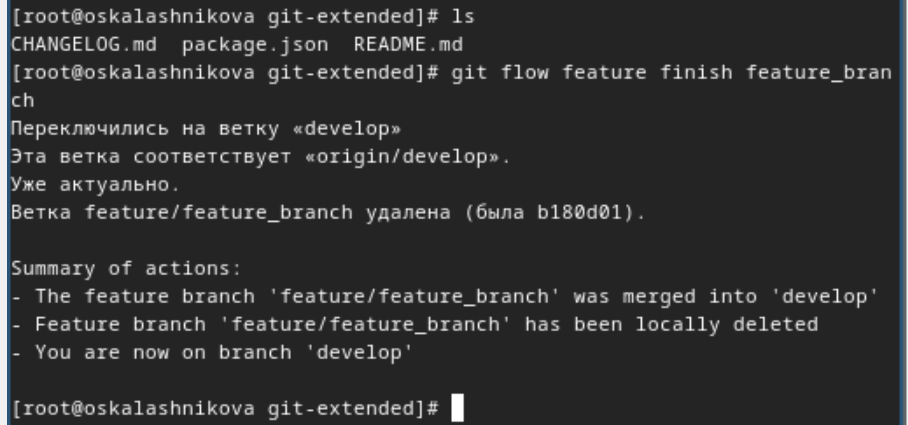 [root@oskalashnikova git-extended]# ls
CHANGELOG.md  package.json  README.md
[root@oskalashnikova git-extended]# git flow feature finish feature_bran
ch
Переключились на ветку «develop»
Эта ветка соответствует «origin/develop».
Уже актуально.
Ветка feature/feature_branch удалена (была b180d01).
Summary of actions:
- The feature branch 'feature/feature_branch' was merged into 'develop'
- Feature branch 'feature/feature_branch' has been locally deleted
- You are now on branch 'develop'
[root@oskalashnikova git-extended]#